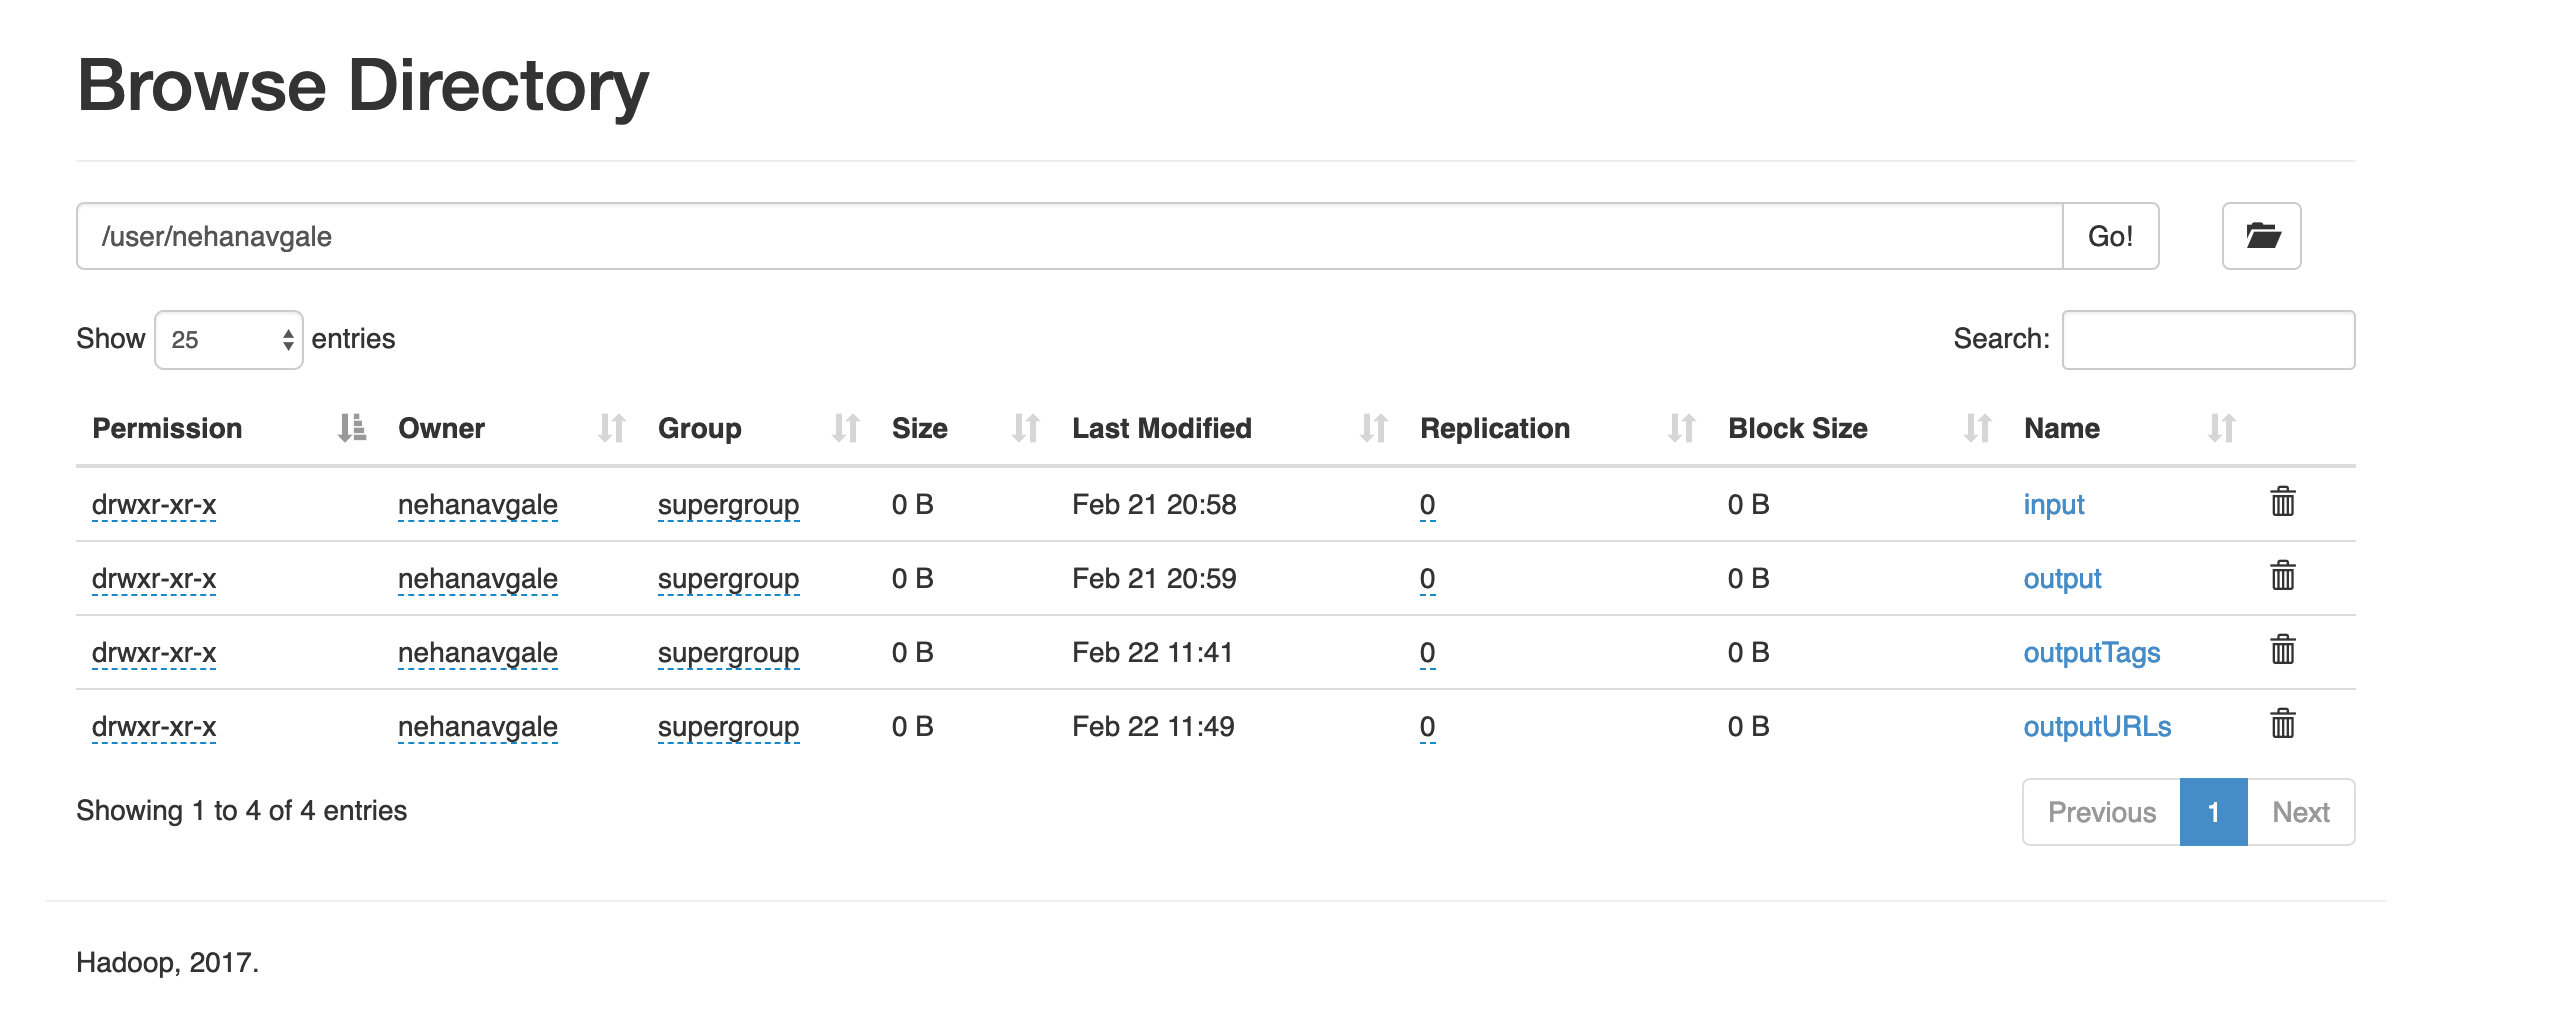 Browse Directory
/user/nehanavgale Go!
Show 25 entries Search:
Permission Owner Group Size Last Modified Replication Block Size Name
drwxr-xr-x nehanavgale supergroup 0 B Feb 21 20:58 0 0 B input
drwxr-xr-x nehanavgale supergroup 0 B Feb 21 20:59 0 0 B output
drwxr-xr-x nehanavgale supergroup 0 B Feb 22 11:41 0 0 B outputTags
drwxr-xr-x nehanavgale supergroup 0 B Feb 22 11:49 0 0 B outputURLs
Showing 1 to 4 of 4 entries Previous 1 Next
Hadoop, 2017.